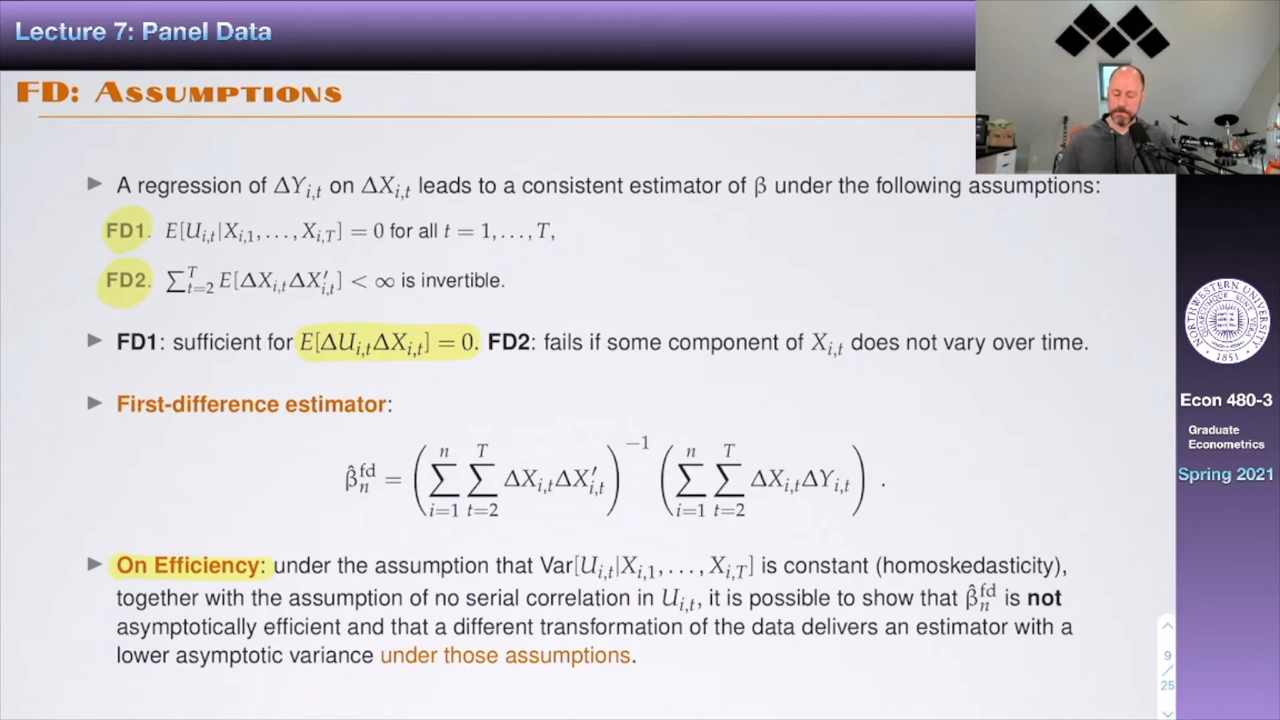 Lecture 7: Panel Data
FD: ASSUMPTIONS
▶ A regression of ΔY_{i,t} on ΔX_{i,t} leads to a consistent estimator of β under the following assumptions:
FD1. E[U_{i,t}|X_{i,1}, . . . , X_{i,T}] = 0 for all t = 1, . . . , T,
FD2. ∑_{t=2}^{T} E[ΔX_{i,t}ΔX′_{i,t}] < ∞ is invertible.
▶ FD1: sufficient for E[ΔU_{i,t}ΔX_{i,t}] = 0. FD2: fails if some component of X_{i,t} does not vary over time.
▶ First-difference estimator:
β̂_n^{fd} = (∑_{i=1}^{n} ∑_{t=2}^{T} ΔX_{i,t}ΔX′_{i,t})^{−1} (∑_{i=1}^{n} ∑_{t=2}^{T} ΔX_{i,t}ΔY_{i,t}) .
▶ On Efficiency: under the assumption that Var[U_{i,t}|X_{i,1}, . . . , X_{i,T}] is constant (homoskedasticity),
together with the assumption of no serial correlation in U_{i,t}, it is possible to show that β̂_n^{fd} is not
asymptotically efficient and that a different transformation of the data delivers an estimator with a
lower asymptotic variance under those assumptions.
NORTHWESTERN UNIVERSITY
1851
Econ 480-3
Graduate
Econometrics
Spring 2021
9
/
25